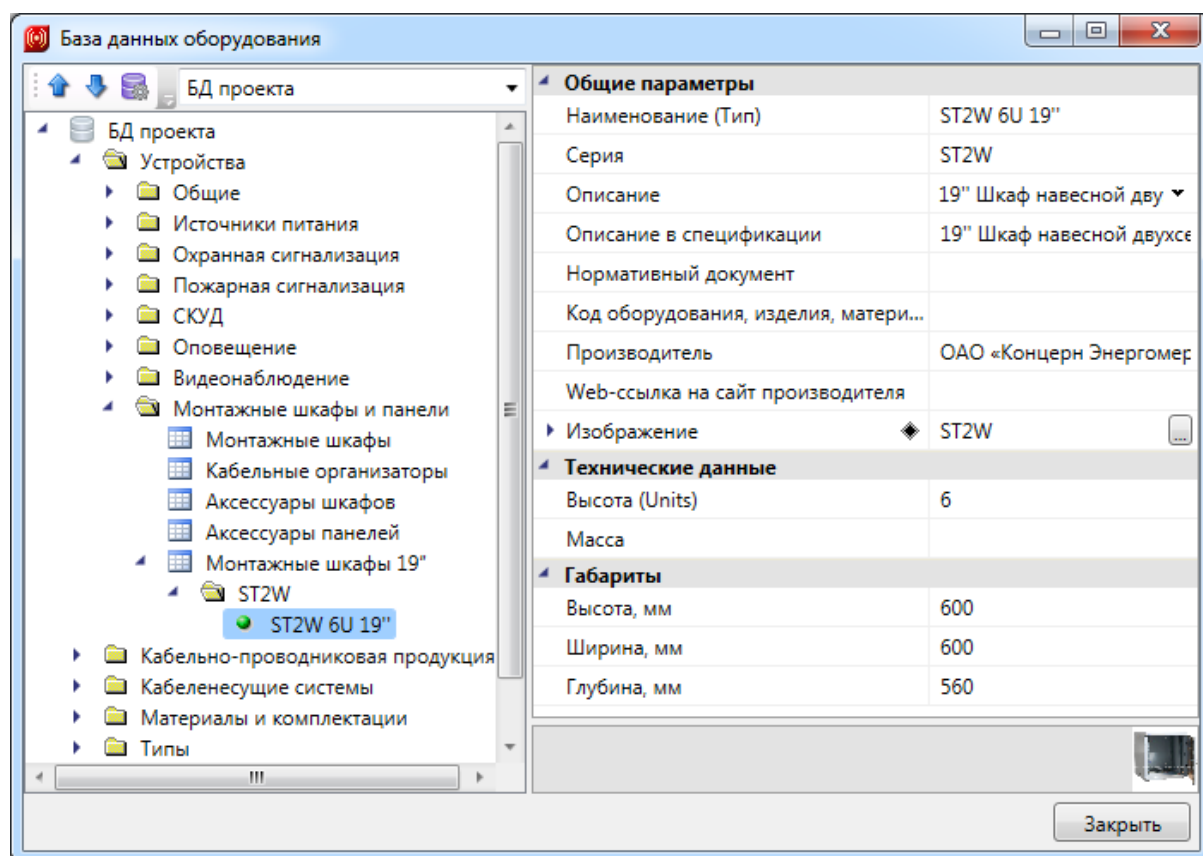 База данных оборудования
БД проекта
БД проекта
Устройства
Общие
Источники питания
Охранная сигнализация
Пожарная сигнализация
СКУД
Оповещение
Видеонаблюдение
Монтажные шкафы и панели
Монтажные шкафы
Кабельные организаторы
Аксессуары шкафов
Аксессуары панелей
Монтажные шкафы 19"
ST2W
ST2W 6U 19''
Кабельно-проводниковая продукция
Кабеленесущие системы
Материалы и комплектации
Типы
Общие параметры
Наименование (Тип) ST2W 6U 19''
Серия ST2W
Описание 19'' Шкаф навесной дву
Описание в спецификации 19'' Шкаф навесной двухсе
Нормативный документ
Код оборудования, изделия, матери...
Производитель ОАО «Концерн Энергомер
Web-ссылка на сайт производителя
Изображение ST2W ...
Технические данные
Высота (Units) 6
Масса
Габариты
Высота, мм 600
Ширина, мм 600
Глубина, мм 560
Закрыть